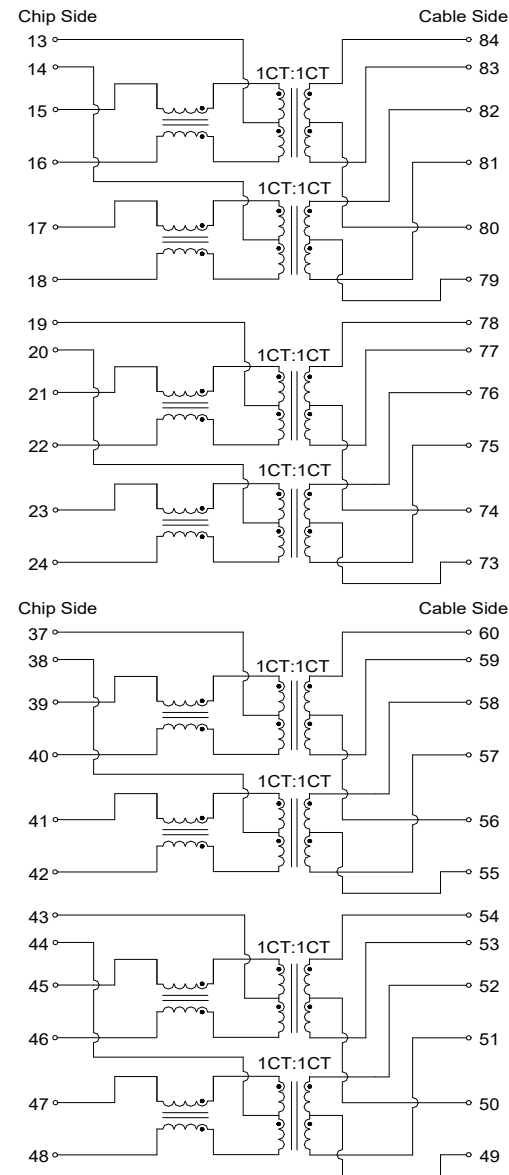 Chip Side Cable Side
13 84
14 83
1CT:1CT
15 82
16 81
1CT:1CT
17 80
18 79
19 78
20 77
1CT:1CT
21 76
22 75
1CT:1CT
23 74
24 73
Chip Side Cable Side
37 60
38 59
1CT:1CT
39 58
40 57
1CT:1CT
41 56
42 55
43 54
44 53
1CT:1CT
45 52
46 51
1CT:1CT
47 50
48 49